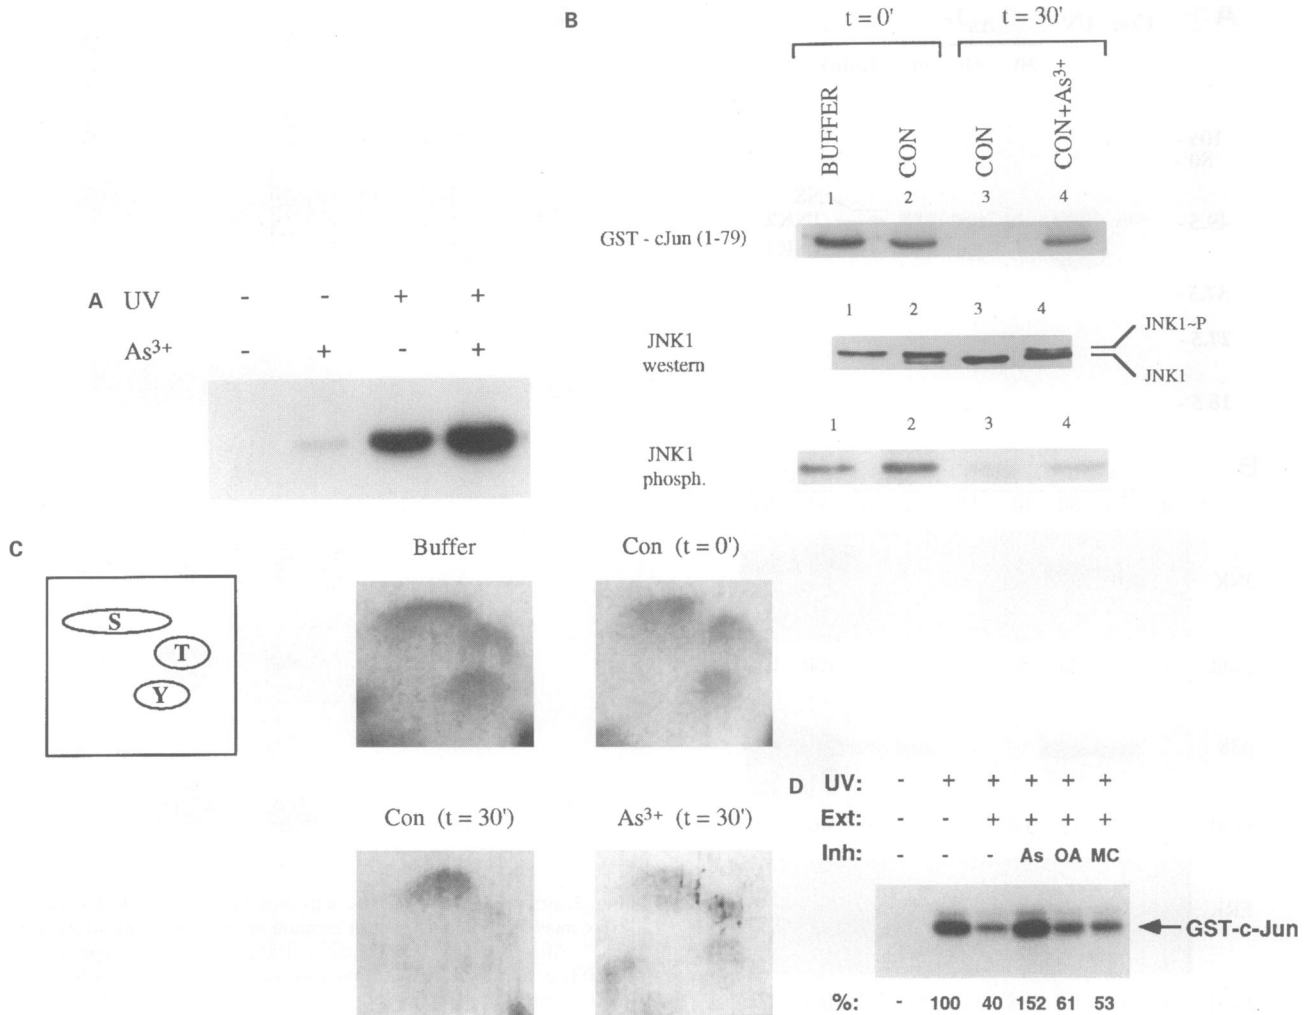 A
UV - - + +
As3+ - + - +
B
t = 0' t = 30'
BUFFER CON CON CON+As3+
1 2 3 4
GST - cJun (1-79)
1 2 3 4
JNK1
western
JNK1~P
JNK1
1 2 3 4
JNK1
phosph.
C
S
T
Y
Buffer
Con (t = 0')
Con (t = 30')
As3+ (t = 30')
D
UV: - + + + + +
Ext: - - + + + +
Inh: - - - As OA MC
GST-c-Jun
%: - 100 40 152 61 53